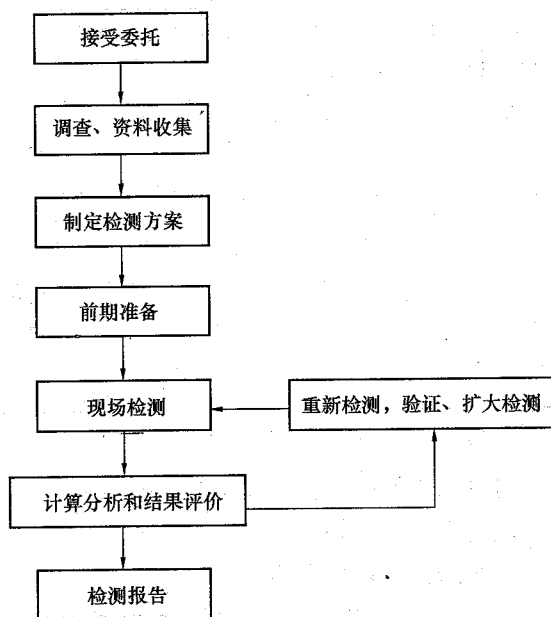 接受委托
调查、资料收集
制定检测方案
前期准备
现场检测
重新检测，验证、扩大检测
计算分析和结果评价
检测报告